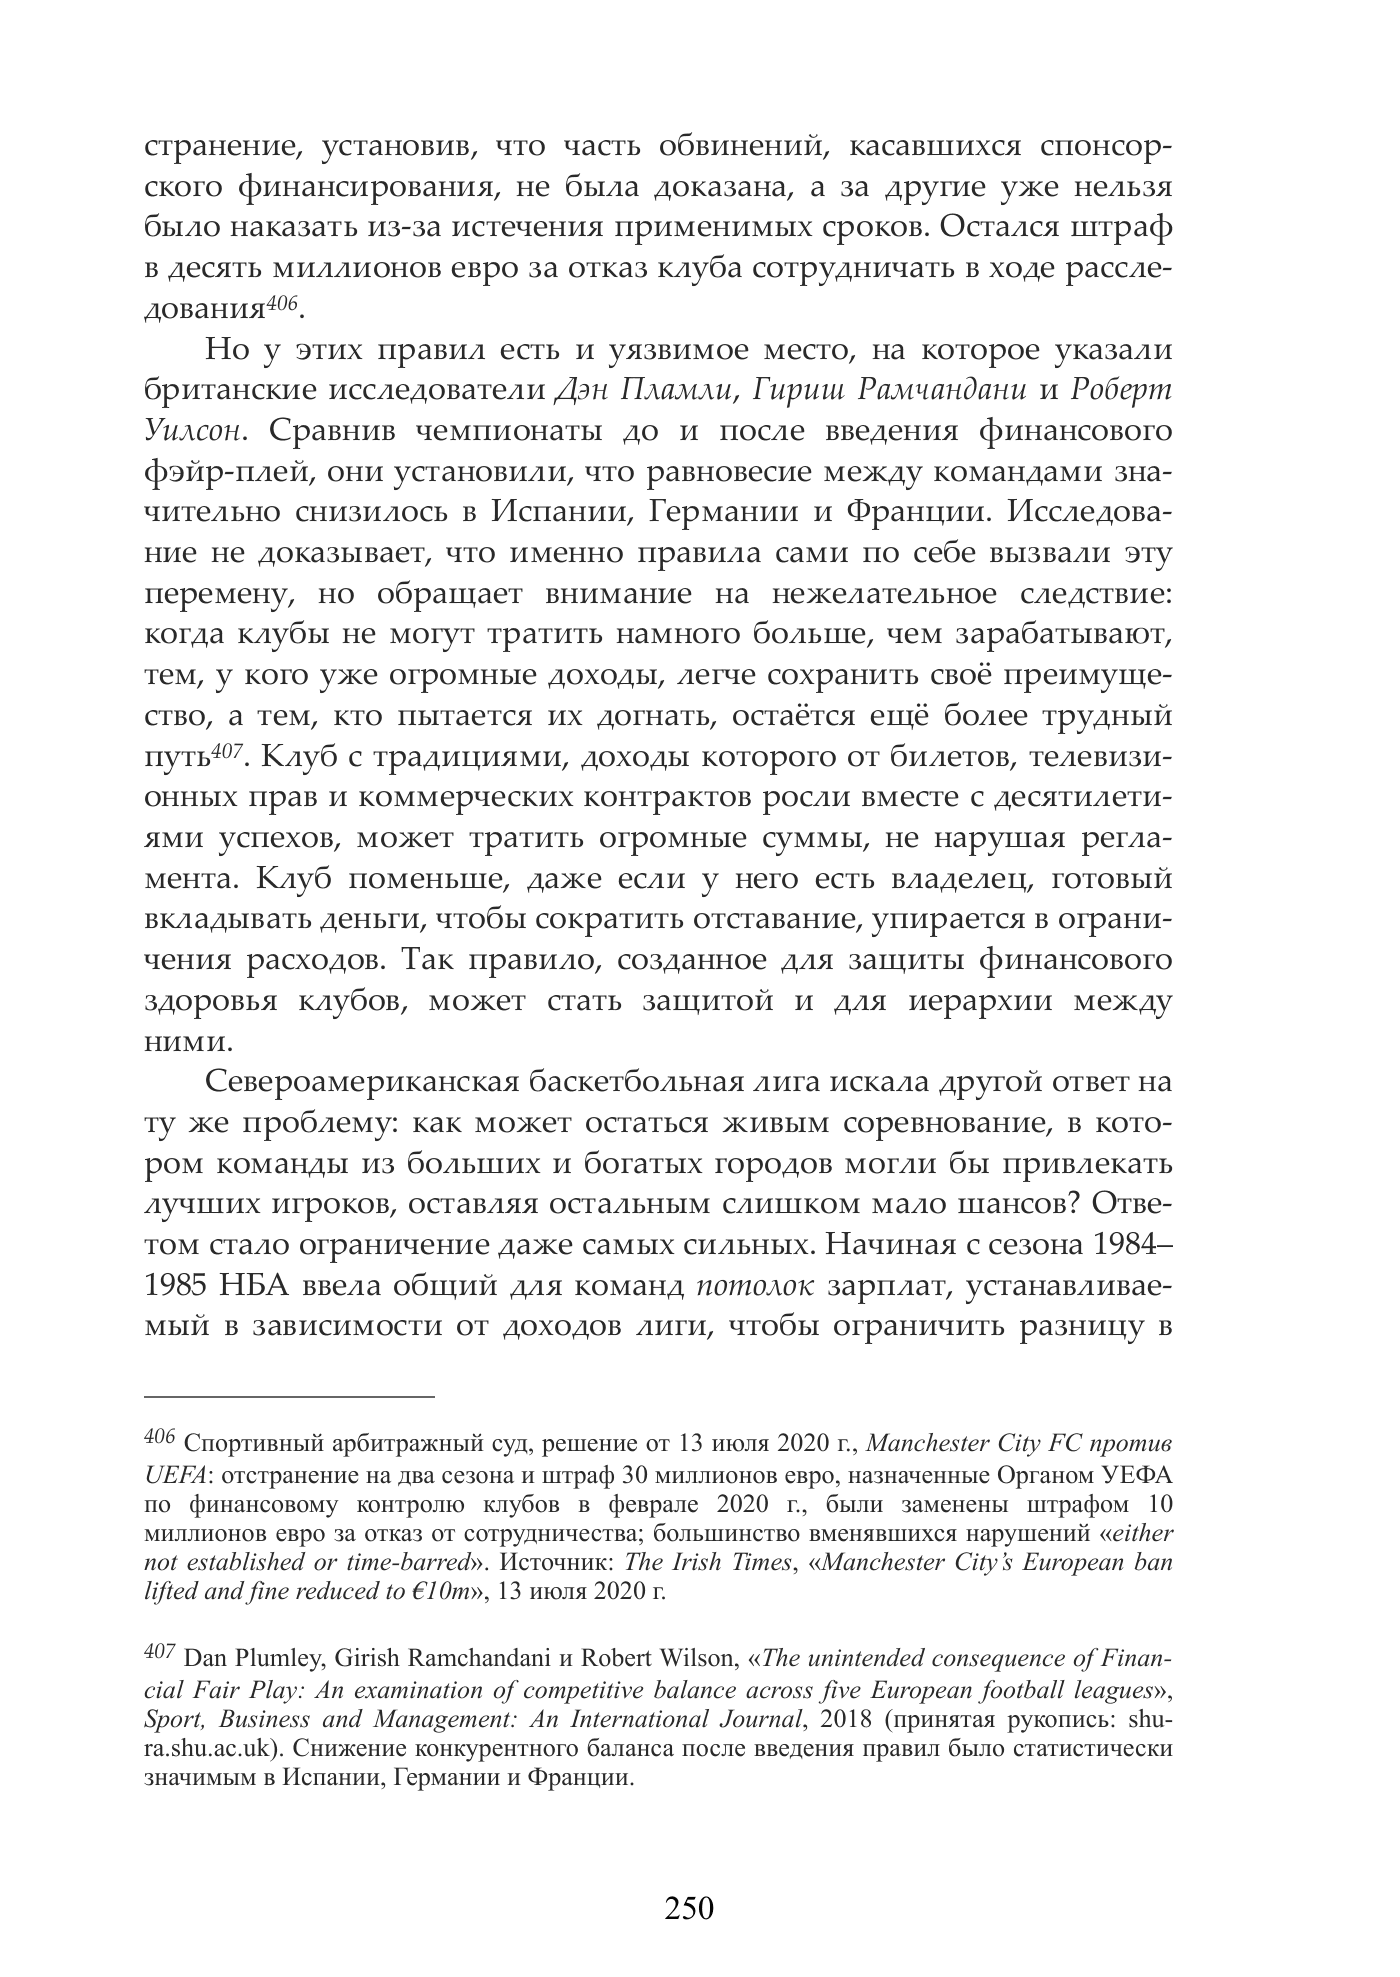 странение, установив, что часть обвинений, касавшихся спонсор-
ского финансирования, не была доказана, а за другие уже нельзя
было наказать из-за истечения применимых сроков. Остался штраф
в десять миллионов евро за отказ клуба сотрудничать в ходе рассле-
дования406.
Но у этих правил есть и уязвимое место, на которое указали
британские исследователи Дэн Пламли, Гириш Рамчандани и Роберт
Уилсон. Сравнив чемпионаты до и после введения финансового
фэйр-плей, они установили, что равновесие между командами зна-
чительно снизилось в Испании, Германии и Франции. Исследова-
ние не доказывает, что именно правила сами по себе вызвали эту
перемену, но обращает внимание на нежелательное следствие:
когда клубы не могут тратить намного больше, чем зарабатывают,
тем, у кого уже огромные доходы, легче сохранить своё преимуще-
ство, а тем, кто пытается их догнать, остаётся ещё более трудный
путь407. Клуб с традициями, доходы которого от билетов, телевизи-
онных прав и коммерческих контрактов росли вместе с десятилети-
ями успехов, может тратить огромные суммы, не нарушая регла-
мента. Клуб поменьше, даже если у него есть владелец, готовый
вкладывать деньги, чтобы сократить отставание, упирается в ограни-
чения расходов. Так правило, созданное для защиты финансового
здоровья клубов, может стать защитой и для иерархии между
ними.
Североамериканская баскетбольная лига искала другой ответ на
ту же проблему: как может остаться живым соревнование, в кото-
ром команды из больших и богатых городов могли бы привлекать
лучших игроков, оставляя остальным слишком мало шансов? Отве-
том стало ограничение даже самых сильных. Начиная с сезона 1984–
1985 НБА ввела общий для команд потолок зарплат, устанавливае-
мый в зависимости от доходов лиги, чтобы ограничить разницу в
406 Спортивный арбитражный суд, решение от 13 июля 2020 г., Manchester City FC против
UEFA: отстранение на два сезона и штраф 30 миллионов евро, назначенные Органом УЕФА
по финансовому контролю клубов в феврале 2020 г., были заменены штрафом 10
миллионов евро за отказ от сотрудничества; большинство вменявшихся нарушений «either
not established or time-barred». Источник: The Irish Times, «Manchester City’s European ban
lifted and fine reduced to €10m», 13 июля 2020 г.
407 Dan Plumley, Girish Ramchandani и Robert Wilson, «The unintended consequence of Finan-
cial Fair Play: An examination of competitive balance across five European football leagues»,
Sport, Business and Management: An International Journal, 2018 (принятая рукопись: shu-
ra.shu.ac.uk). Снижение конкурентного баланса после введения правил было статистически
значимым в Испании, Германии и Франции.
250